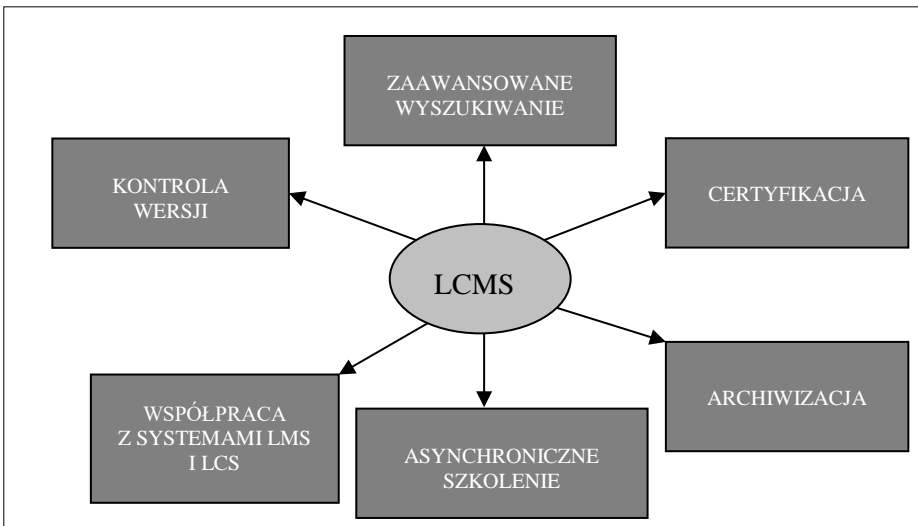 ZAAWANSOWANE
WYSZUKIWANIE
KONTROLA
WERSJI
CERTYFIKACJA
LCMS
WSPÓŁPRACA
Z SYSTEMAMI LMS
I LCS
ASYNCHRONICZNE
SZKOLENIE
ARCHIWIZACJA